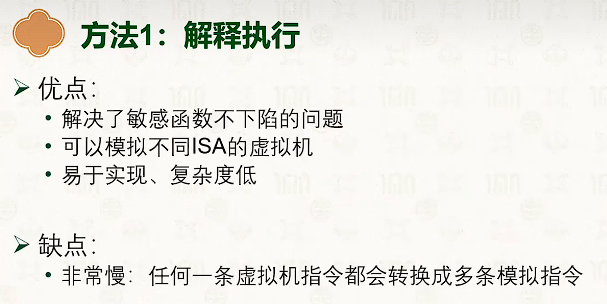 方法1：解释执行
➢ 优点：
• 解决了敏感函数不下陷的问题
• 可以模拟不同ISA的虚拟机
• 易于实现、复杂度低
➢ 缺点：
• 非常慢：任何一条虚拟机指令都会转换成多条模拟指令